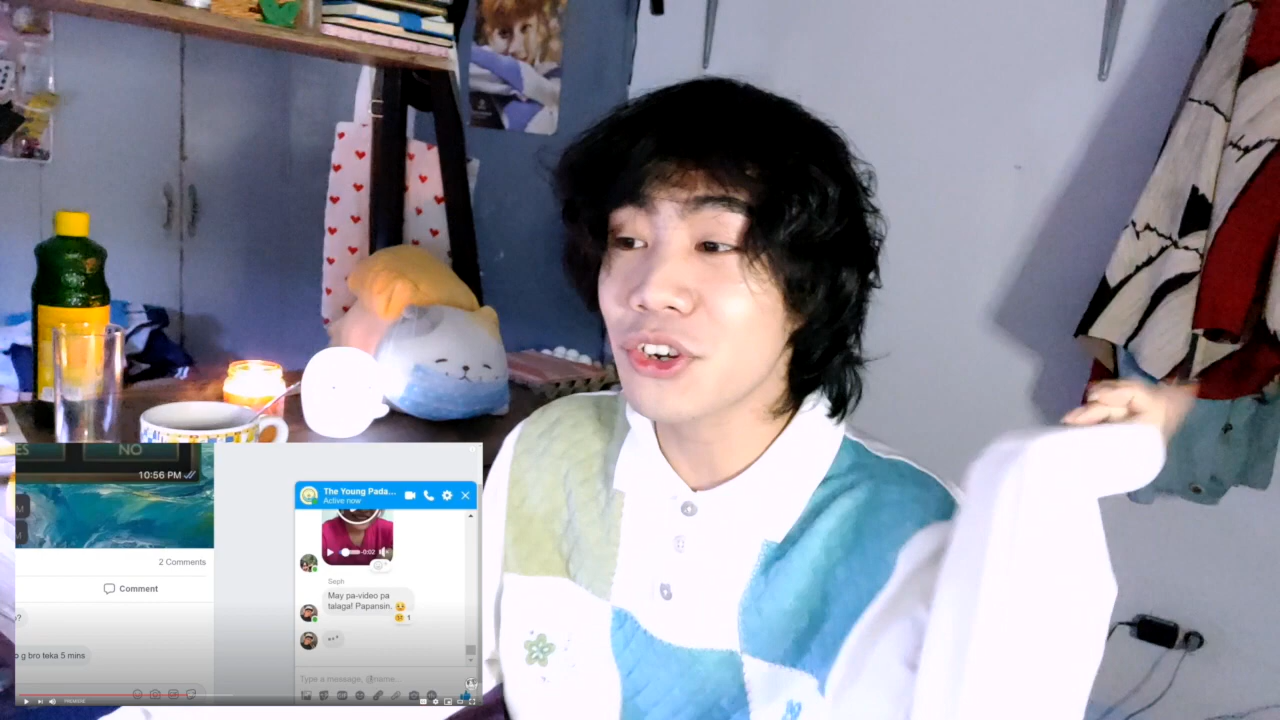 NO
10:56 PM
2 Comments
Comment
g bro teka 5 mins
The Young Pada...
Active now
-0:02
Seph
May pa-video pa
talaga! Papansin.
1
Type a message, @name...